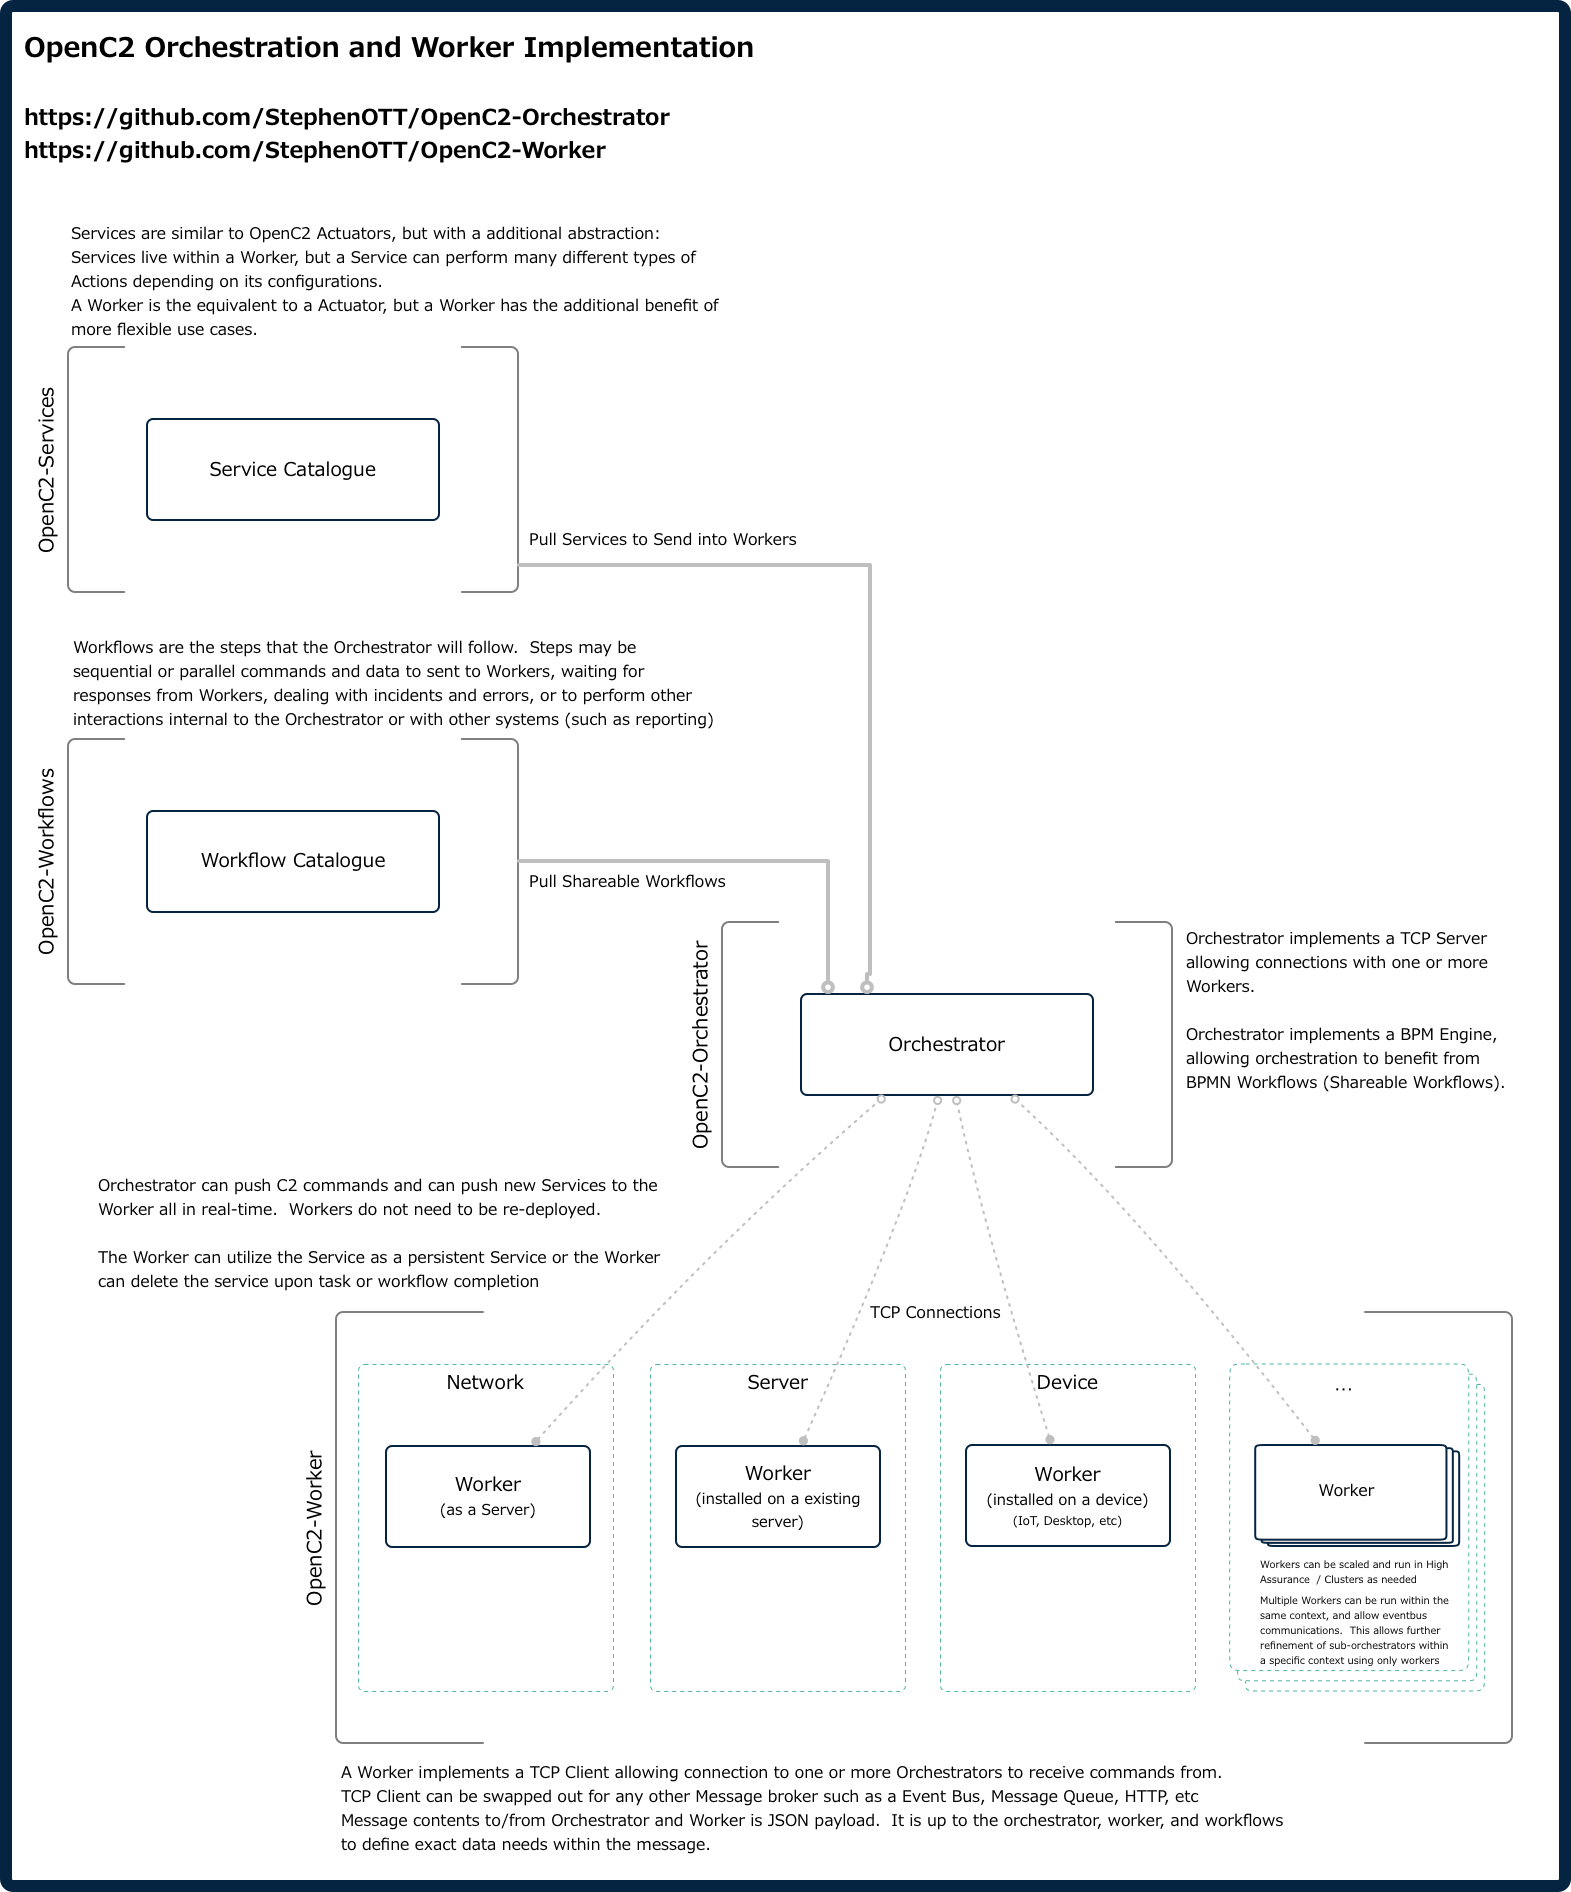 OpenC2 Orchestration and Worker Implementation
https://github.com/StephenOTT/OpenC2-Orchestrator
https://github.com/StephenOTT/OpenC2-Worker
Services are similar to OpenC2 Actuators, but with a additional abstraction:
Services live within a Worker, but a Service can perform many different types of
Actions depending on its configurations.
A Worker is the equivalent to a Actuator, but a Worker has the additional benefit of
more flexible use cases.
OpenC2-Services
Service Catalogue
Pull Services to Send into Workers
Workflows are the steps that the Orchestrator will follow.  Steps may be
sequential or parallel commands and data to sent to Workers, waiting for
responses from Workers, dealing with incidents and errors, or to perform other
interactions internal to the Orchestrator or with other systems (such as reporting)
OpenC2-Workflows
Workflow Catalogue
Pull Shareable Workflows
OpenC2-Orchestrator
Orchestrator
Orchestrator implements a TCP Server
allowing connections with one or more
Workers.
Orchestrator implements a BPM Engine,
allowing orchestration to benefit from
BPMN Workflows (Shareable Workflows).
Orchestrator can push C2 commands and can push new Services to the
Worker all in real-time.  Workers do not need to be re-deployed.
The Worker can utilize the Service as a persistent Service or the Worker
can delete the service upon task or workflow completion
TCP Connections
OpenC2-Worker
Network
Worker
(as a Server)
Server
Worker
(installed on a existing
server)
Device
Worker
(installed on a device)
(IoT, Desktop, etc)
...
Worker
Workers can be scaled and run in High
Assurance  / Clusters as needed
Multiple Workers can be run within the
same context, and allow eventbus
communications.  This allows further
refinement of sub-orchestrators within
a specific context using only workers
A Worker implements a TCP Client allowing connection to one or more Orchestrators to receive commands from.
TCP Client can be swapped out for any other Message broker such as a Event Bus, Message Queue, HTTP, etc
Message contents to/from Orchestrator and Worker is JSON payload.  It is up to the orchestrator, worker, and workflows
to define exact data needs within the message.